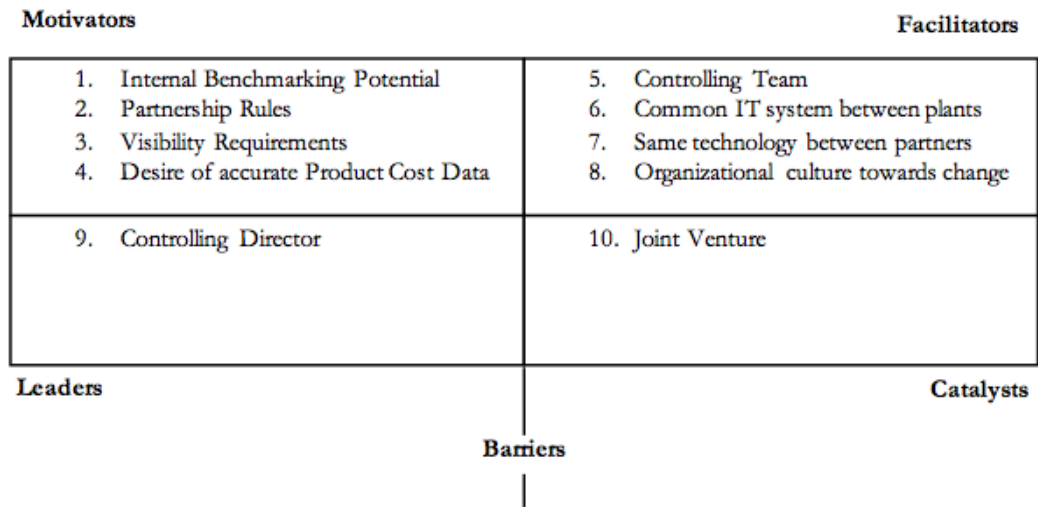 Motivators
Facilitators
1. Internal Benchmarking Potential
2. Partnership Rules
3. Visibility Requirements
4. Desire of accurate Product Cost Data
5. Controlling Team
6. Common IT system between plants
7. Same technology between partners
8. Organizational culture towards change
9. Controlling Director
10. Joint Venture
Leaders
Catalysts
Barriers